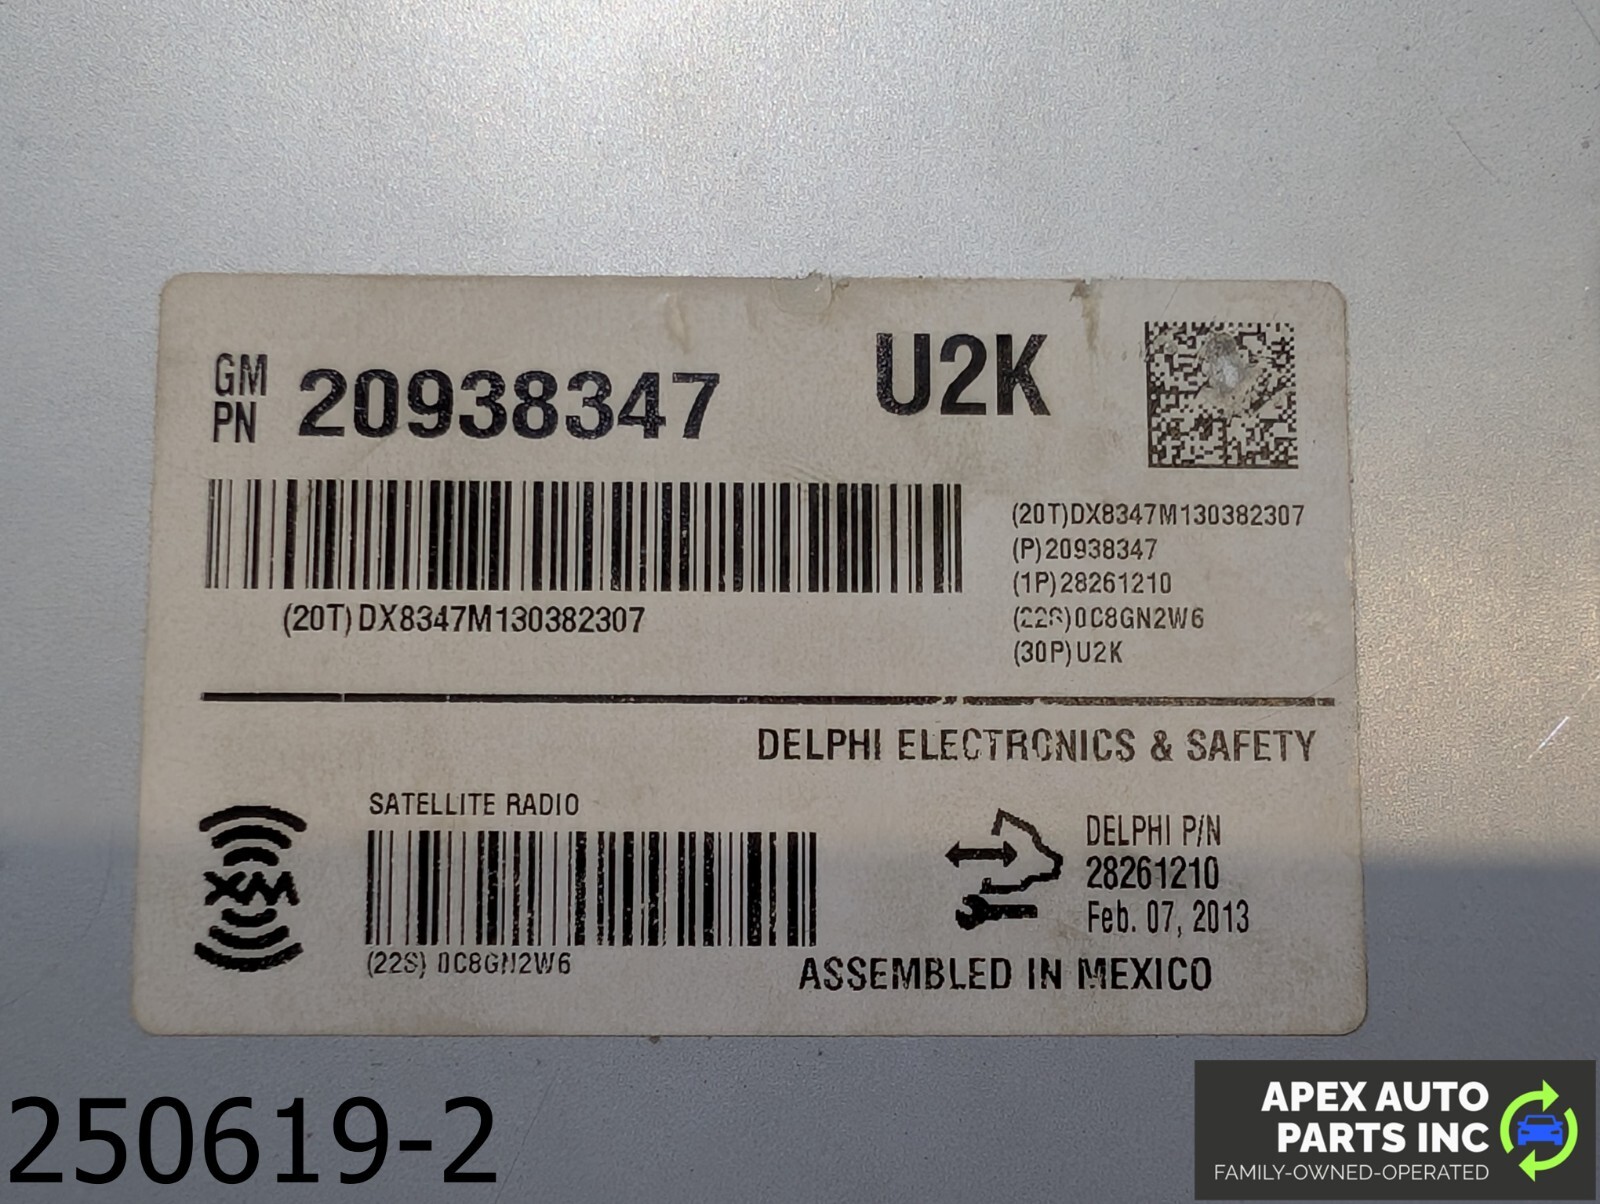 GM PN 20938347 U2K
(20T)DX8347M130382307
(20T)DX8347M130382307
(P)20938347
(1P)28261210
(22S)0C8GN2W6
(30P)U2K
DELPHI ELECTRONICS & SAFETY
SATELLITE RADIO
XM
(22S) 0C8GN2W6
DELPHI P/N
28261210
Feb. 07, 2013
ASSEMBLED IN MEXICO
250619-2
APEX AUTO
PARTS INC
FAMILY-OWNED-OPERATED